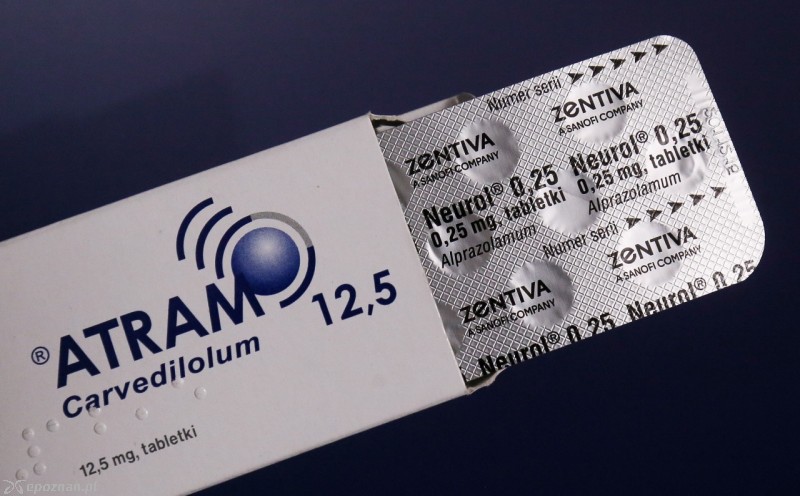 ® ATRAM 12,5
Carvedilolum
12,5 mg, tabletki
Numer serii
ZENTIVA
A SANOFI COMPANY
ZENTIVA
A SANOFI COMPANY
Neurol® 0,25
0,25 mg, tabletki
Alprazolamum
Neurol® 0,25
0,25 mg, tabletki
Alprazolamum
Numer serii
ZENTIVA
A SANOFI COMPANY
ZENTIVA
A SANOFI COMPANY
Neurol® 0,25
Neurol® 0,25
epoznan.pl